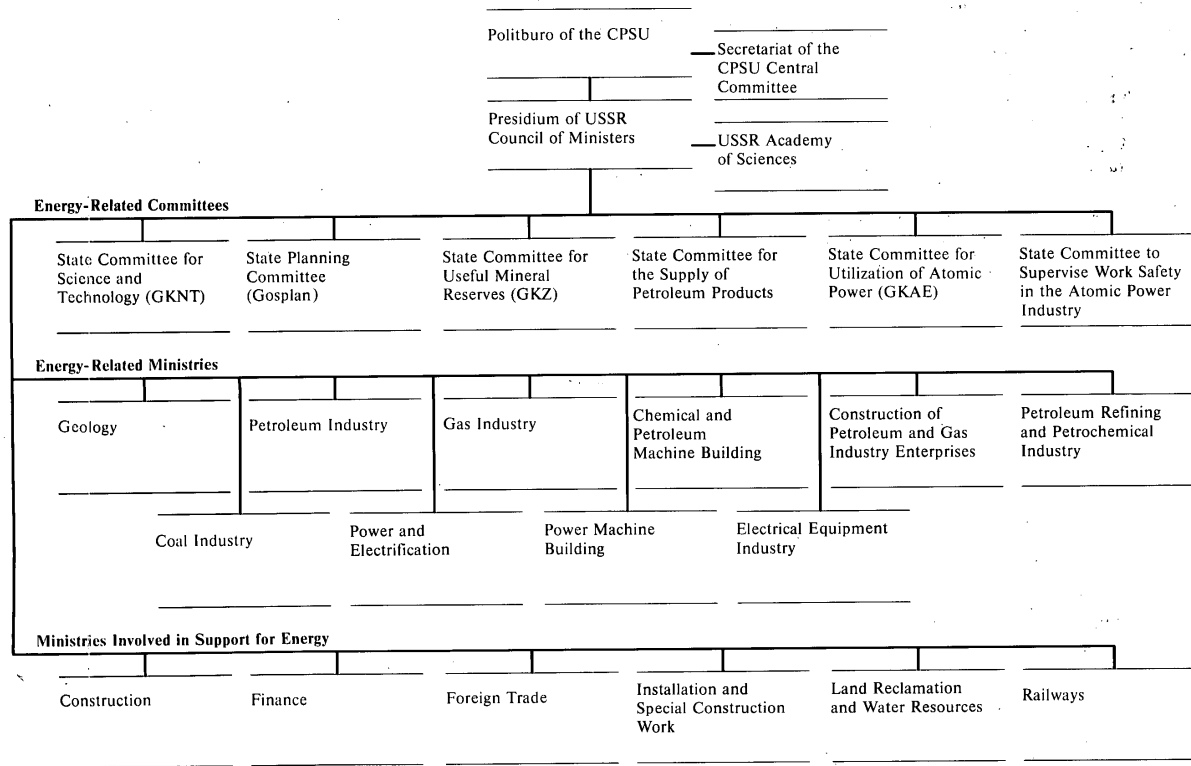 Politburo of the CPSU
Secretariat of the
CPSU Central
Committee
Presidium of USSR
Council of Ministers
USSR Academy
of Sciences
Energy-Related Committees
State Committee for
Science and
Technology (GKNT)
State Planning
Committee
(Gosplan)
State Committee for
Useful Mineral
Reserves (GKZ)
State Committee for
the Supply of
Petroleum Products
State Committee for
Utilization of Atomic
Power (GKAE)
State Committee to
Supervise Work Safety
in the Atomic Power
Industry
Energy-Related Ministries
Geology
Petroleum Industry
Gas Industry
Chemical and
Petroleum
Machine Building
Construction of
Petroleum and Gas
Industry Enterprises
Petroleum Refining
and Petrochemical
Industry
Coal Industry
Power and
Electrification
Power Machine
Building
Electrical Equipment
Industry
Ministries Involved in Support for Energy
Construction
Finance
Foreign Trade
Installation and
Special Construction
Work
Land Reclamation
and Water Resources
Railways